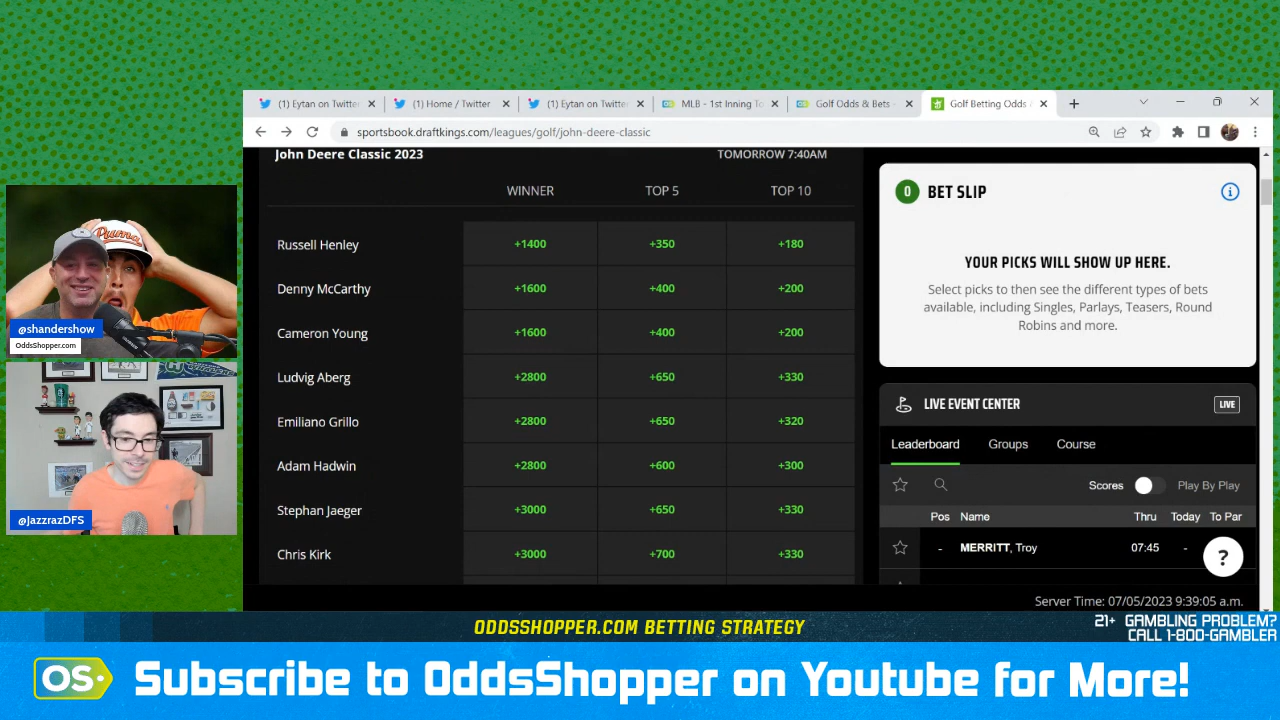 (1) Eytan on Twitter
(1) Home / Twitter
(1) Eytan on Twitter
MLB - 1st Inning To
Golf Odds & Bets -
Golf Betting Odds
sportsbook.draftkings.com/leagues/golf/john-deere-classic
John Deere Classic 2023 TOMORROW 7:40AM
WINNER TOP 5 TOP 10
Russell Henley +1400 +350 +180
Denny McCarthy +1600 +400 +200
Cameron Young +1600 +400 +200
Ludvig Aberg +2800 +650 +330
Emiliano Grillo +2800 +650 +320
Adam Hadwin +2800 +600 +300
Stephan Jaeger +3000 +650 +330
Chris Kirk +3000 +700 +330
0 BET SLIP
YOUR PICKS WILL SHOW UP HERE.
Select picks to then see the different types of bets
available, including Singles, Parlays, Teasers, Round
Robins and more.
LIVE EVENT CENTER LIVE
Leaderboard Groups Course
Scores Play By Play
Pos Name Thru Today To Par
- MERRITT, Troy 07:45 -
?
Server Time: 07/05/2023 9:39:05 a.m.
Puma
@shandershow
OddsShopper.com
@JazzrazDFS
ODDSSHOPPER.COM BETTING STRATEGY
21+ GAMBLING PROBLEM?
CALL 1-800-GAMBLER
OS
Subscribe to OddsShopper on Youtube for More!